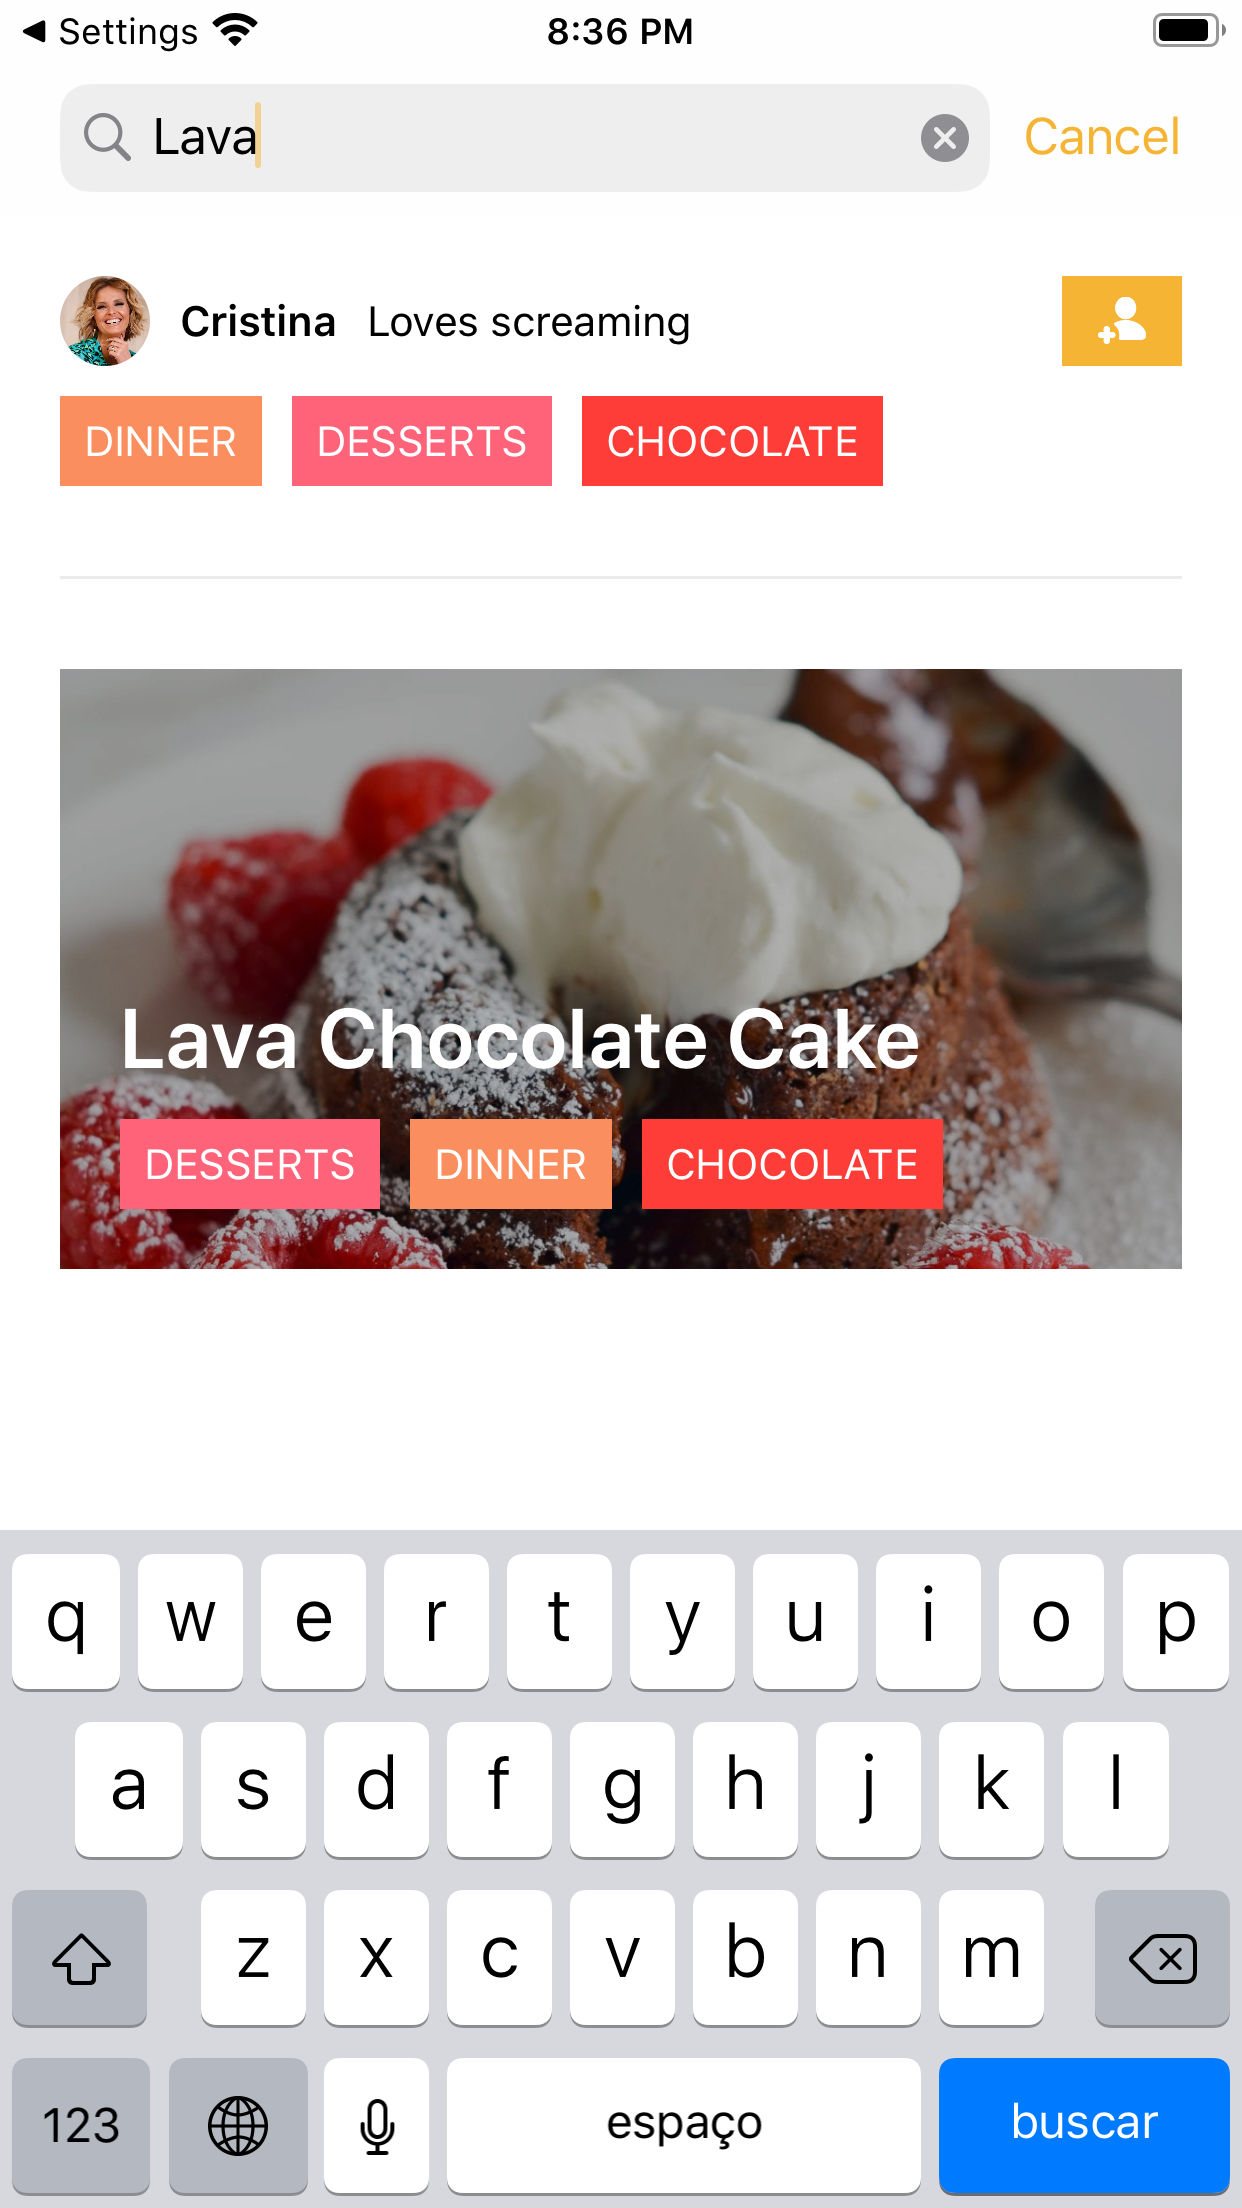 Settings 8:36 PM
Lava Cancel
Cristina Loves screaming
DINNER DESSERTS CHOCOLATE
Lava Chocolate Cake
DESSERTS DINNER CHOCOLATE
q w e r t y u i o p
a s d f g h j k l
z x c v b n m
123 espaço buscar